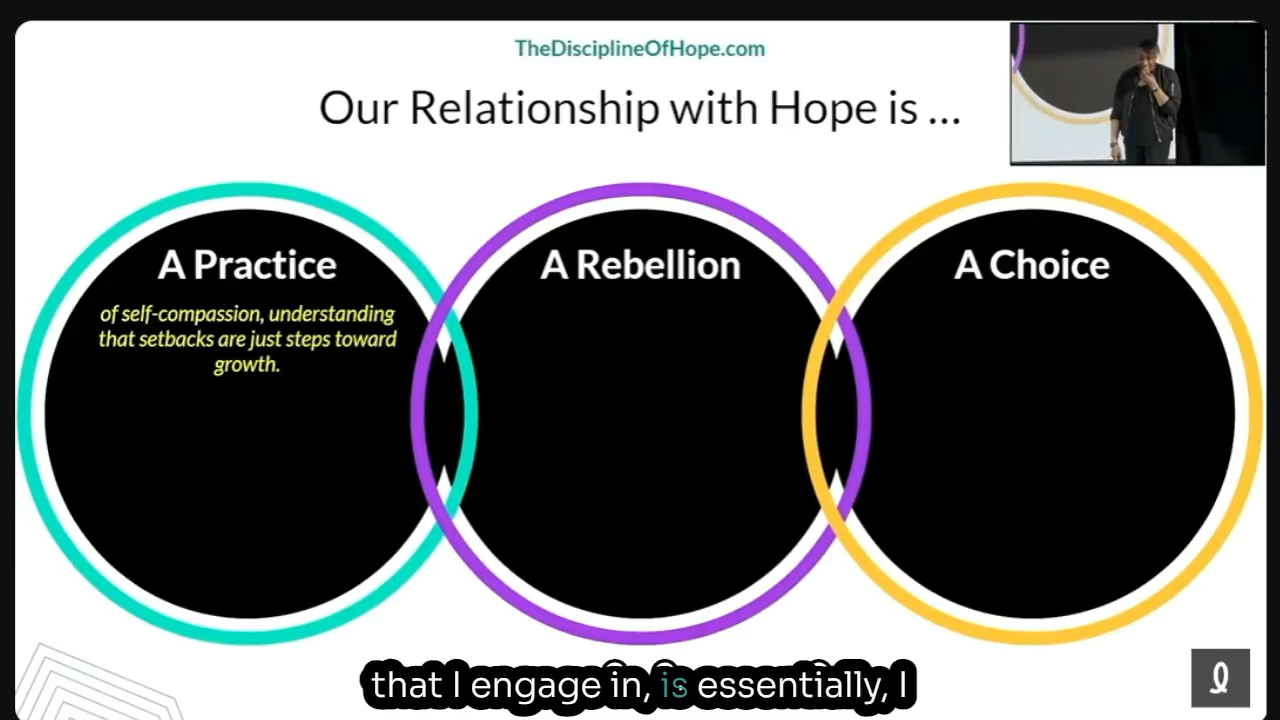 TheDisciplineOfHope.com
Our Relationship with Hope is ...
A Practice
of self-compassion, understanding
that setbacks are just steps toward
growth.
A Rebellion
A Choice
that I engage in, is essentially, I